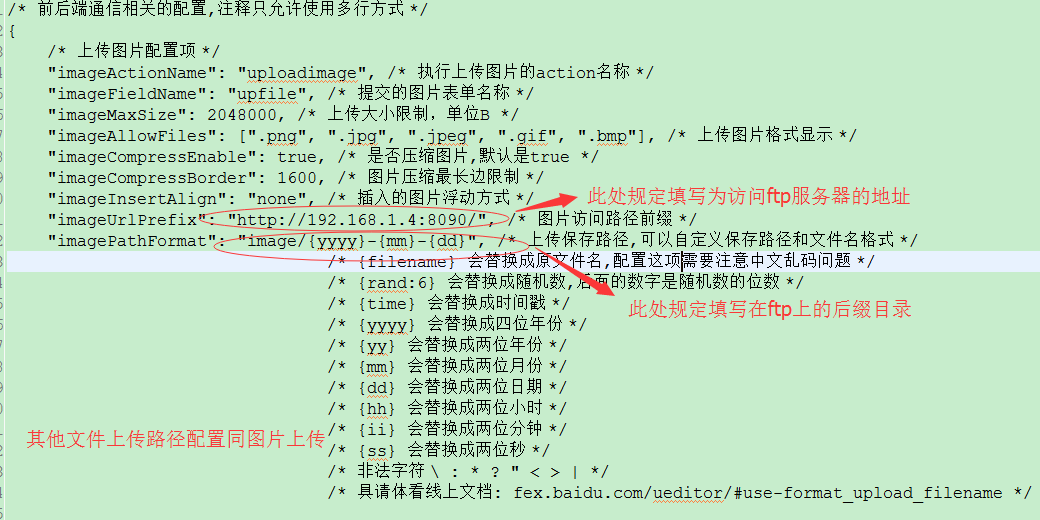 /* 前后端通信相关的配置,注释只允许使用多行方式 */
{
/* 上传图片配置项 */
"imageActionName": "uploadimage", /* 执行上传图片的action名称 */
"imageFieldName": "upfile", /* 提交的图片表单名称 */
"imageMaxSize": 2048000, /* 上传大小限制，单位B */
"imageAllowFiles": [".png", ".jpg", ".jpeg", ".gif", ".bmp"], /* 上传图片格式显示 */
"imageCompressEnable": true, /* 是否压缩图片,默认是true */
"imageCompressBorder": 1600, /* 图片压缩最长边限制 */
"imageInsertAlign": "none", /* 插入的图片浮动方式 */
此处规定填写为访问ftp服务器的地址
"imageUrlPrefix": "http://192.168.1.4:8090/", /* 图片访问路径前缀 */
"imagePathFormat": "image/{yyyy}-{mm}-{dd}", /* 上传保存路径,可以自定义保存路径和文件名格式 */
/* {filename} 会替换成原文件名,配置这项需要注意中文乱码问题 */
/* {rand:6} 会替换成随机数,后面的数字是随机数的位数 */
/* {time} 会替换成时间戳 */
此处规定填写在ftp上的后缀目录
/* {yyyy} 会替换成四位年份 */
/* {yy} 会替换成两位年份 */
/* {mm} 会替换成两位月份 */
/* {dd} 会替换成两位日期 */
/* {hh} 会替换成两位小时 */
/* {ii} 会替换成两位分钟 */
其他文件上传路径配置同图片上传
/* {ss} 会替换成两位秒 */
/* 非法字符 \ : * ? " < > | */
/* 具请体看线上文档: fex.baidu.com/ueditor/#use-format_upload_filename */